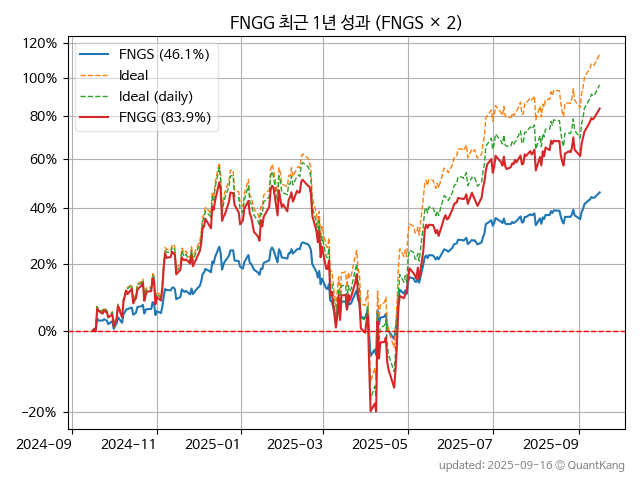 FNGG 최근 1년 성과 (FNGS × 2)
120%
100%
80%
60%
40%
20%
0%
−20%
FNGS (46.1%)
Ideal
Ideal (daily)
FNGG (83.9%)
2024-09
2024-11
2025-01
2025-03
2025-05
2025-07
2025-09
updated: 2025-09-16 © QuantKang